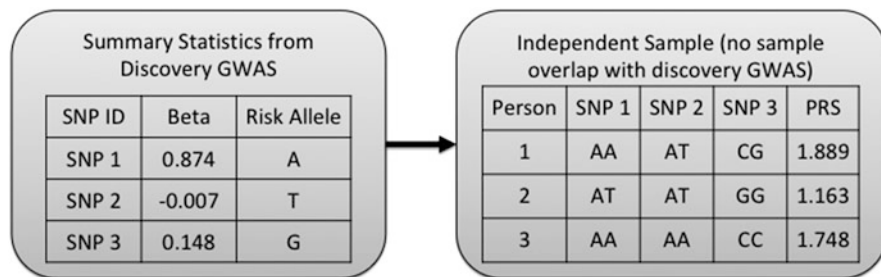 Summary Statistics from
Discovery GWAS
SNP ID Beta Risk Allele
SNP 1 0.874 A
SNP 2 -0.007 T
SNP 3 0.148 G
Independent Sample (no sample
overlap with discovery GWAS)
Person SNP 1 SNP 2 SNP 3 PRS
1 AA AT CG 1.889
2 AT AT GG 1.163
3 AA AA CC 1.748